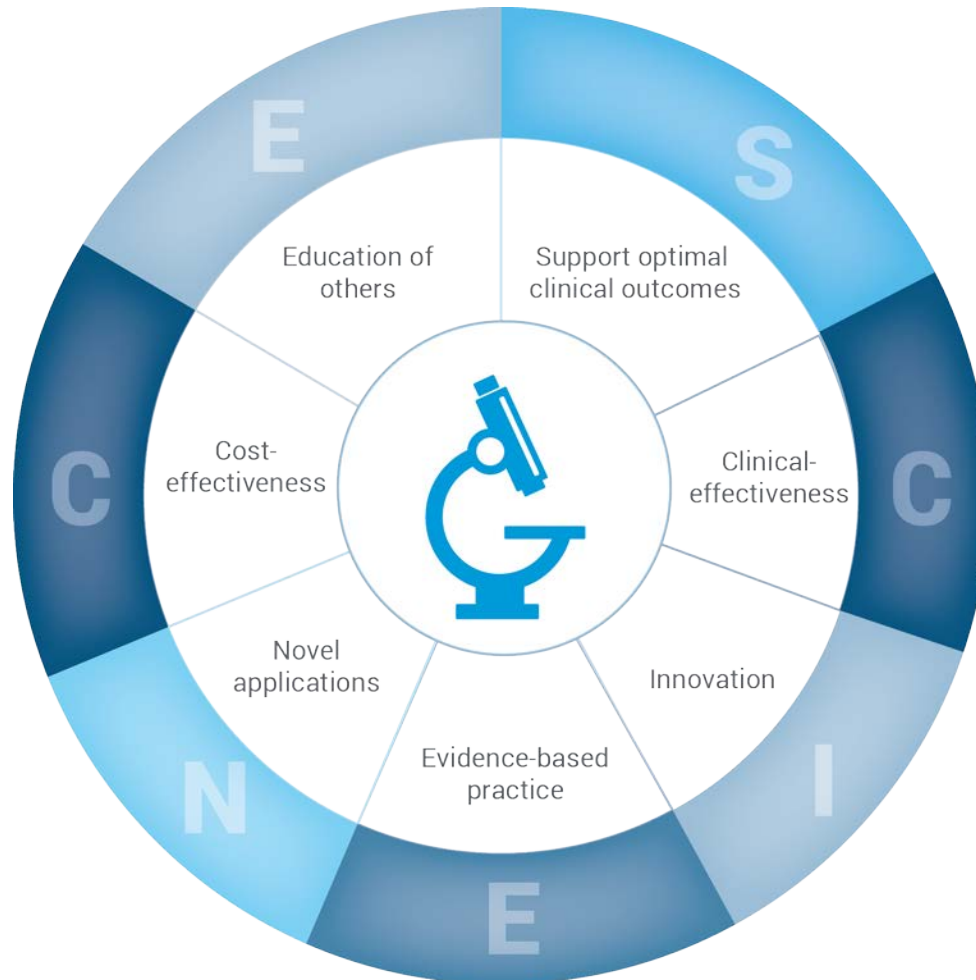 S
Support optimal
clinical outcomes
C
Clinical-
effectiveness
I
Innovation
E
Evidence-based
practice
N
Novel
applications
C
Cost-
effectiveness
E
Education of
others